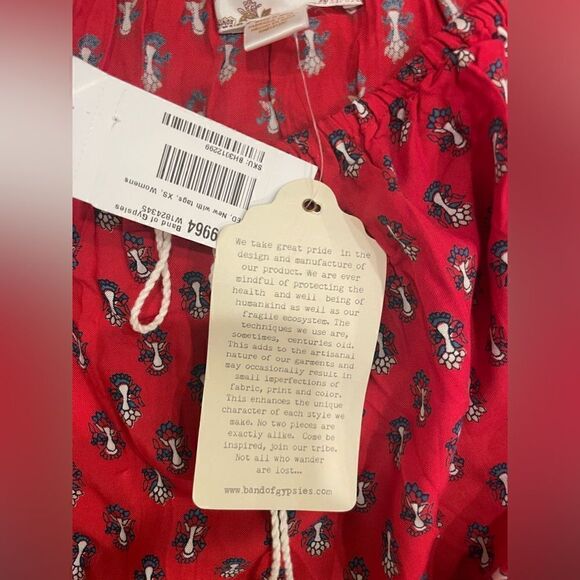 SKU: BH3012299
ED, New with tags, XS, Womens
9964
W1824345
Band of Gypsies
We take great pride in the
design and manufacture of
our product. We are ever
mindful of protecting the
health and well being of
humankind as well as our
fragile ecosystem. The
techniques we use are,
sometimes, centuries old.
This adds to the artisanal
nature of our garments and
may occasionally result in
small imperfections of
fabric, print and color.
This enhances the unique
character of each style we
make. No two pieces are
exactly alike. Come be
inspired, join our tribe.
Not all who wander
are lost...
www.bandofgypsies.com